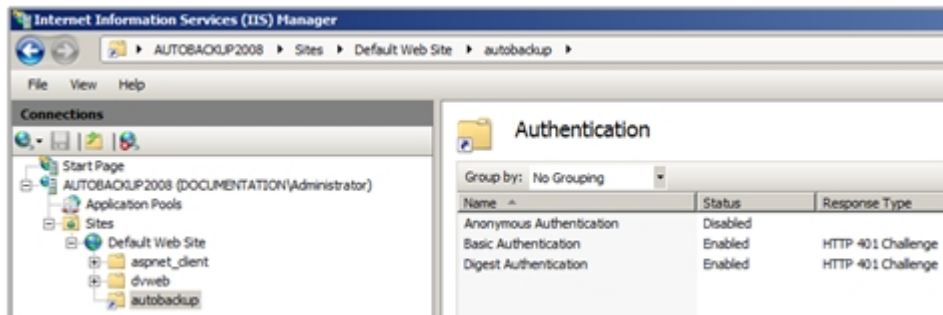 Internet Information Services (IIS) Manager
AUTOBACKUP2008 Sites Default Web Site autobackup
File View Help
Connections
Start Page
AUTOBACKUP2008 (DOCUMENTATION\Administrator)
Application Pools
Sites
Default Web Site
aspnet_client
dvweb
autobackup
Authentication
Group by: No Grouping
Name Status Response Type
Anonymous Authentication Disabled
Basic Authentication Enabled HTTP 401 Challenge
Digest Authentication Enabled HTTP 401 Challenge